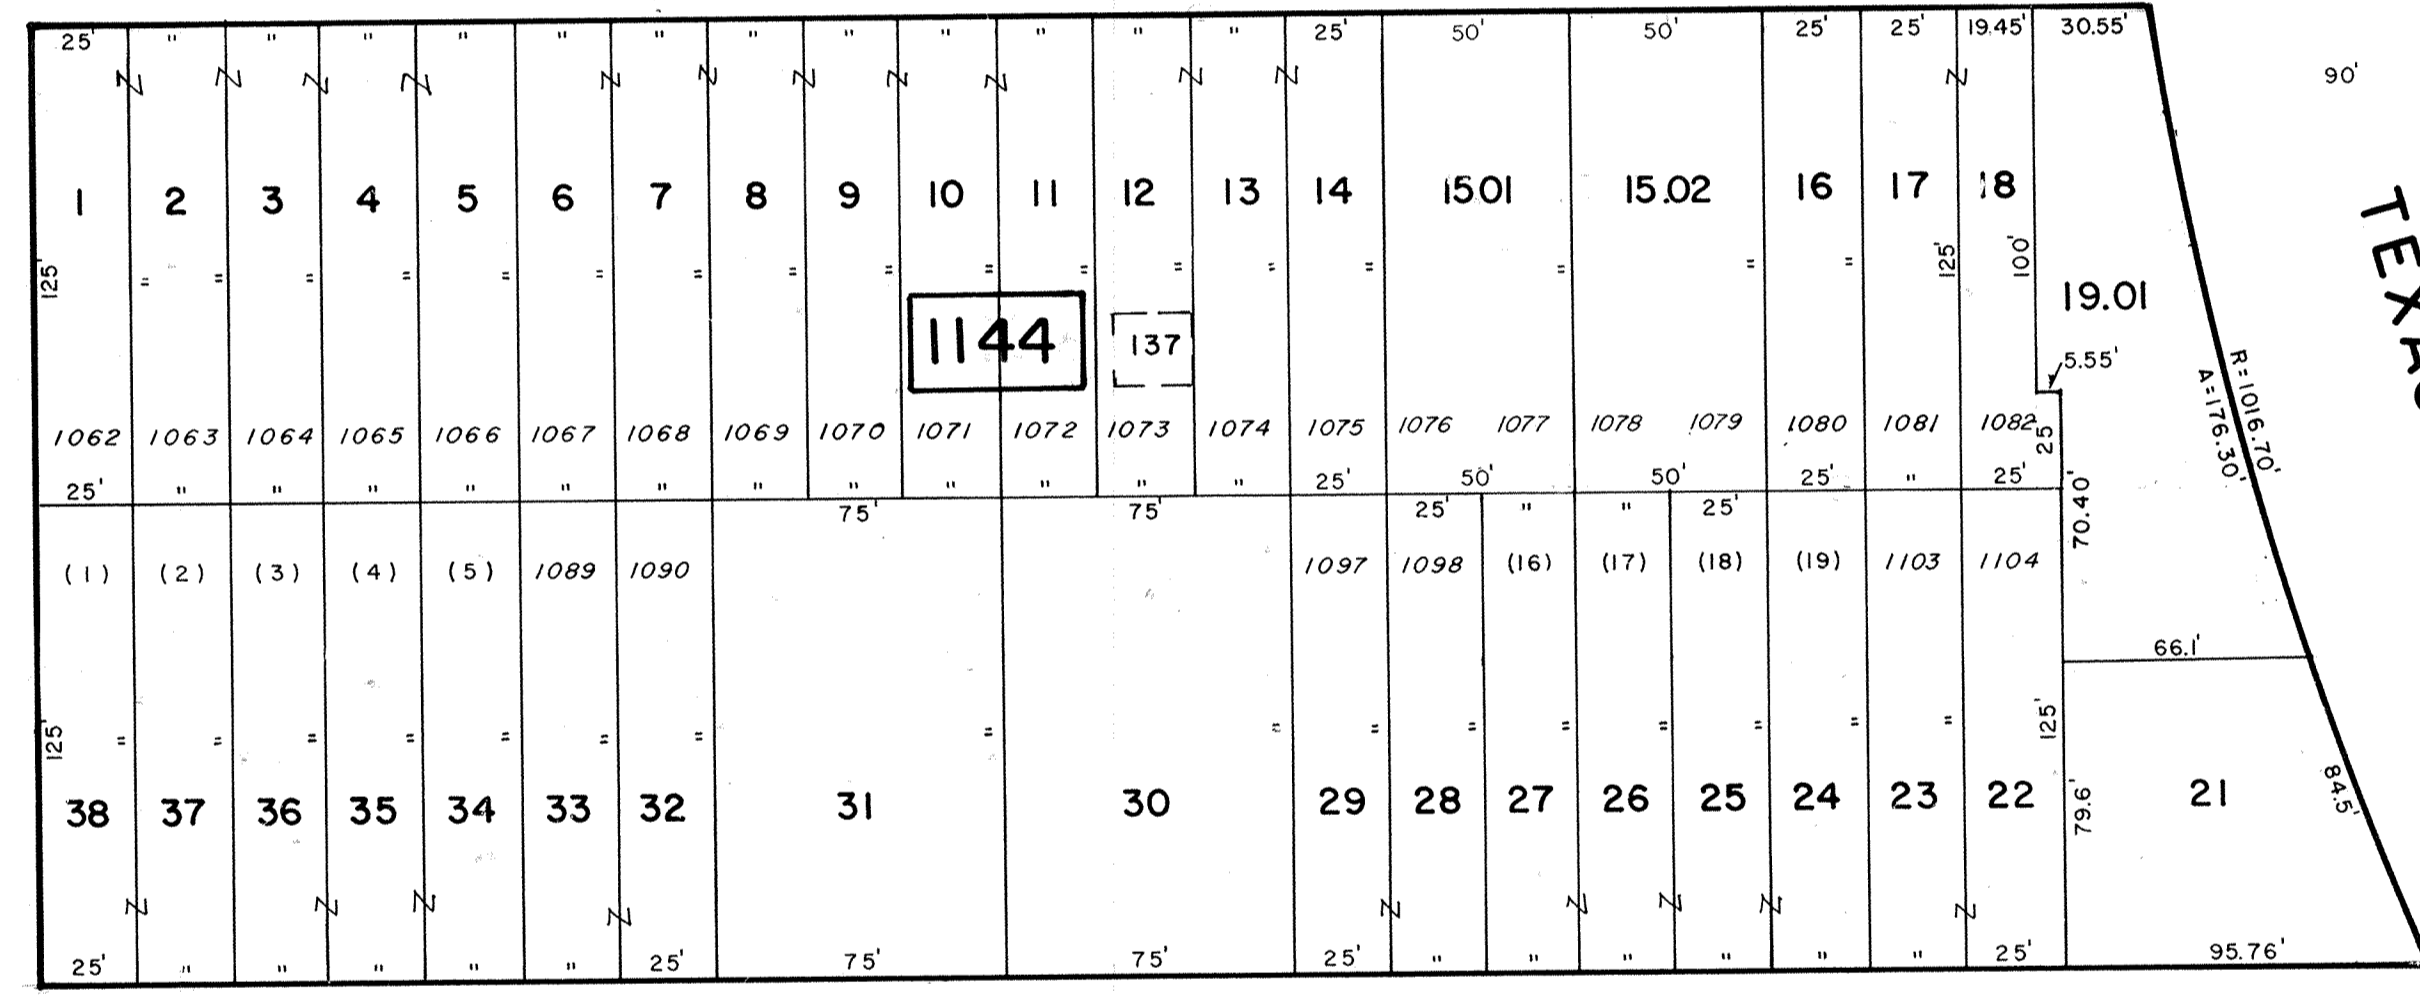 25' " " " " " " " " " " " " 25' 50' 50' 25' 25' 19.45' 30.55'
90'
1 2 3 4 5 6 7 8 9 10 11 12 13 14 1501 15.02 16 17 18
125' " " " " " " " " " " " " " " " " " 125' 100'
19.01
TEXA
1144 137
5.55'
R=1016.70'
A=176.30'
1062 1063 1064 1065 1066 1067 1068 1069 1070 1071 1072 1073 1074 1075 1076 1077 1078 1079 1080 1081 1082
25'
25' " " " " " " " " " " " " 25' 50' 50' 25' " 25'
70.40'
75' 75' 25' " " 25'
(1) (2) (3) (4) (5) 1089 1090 1097 1098 (16) (17) (18) (19) 1103 1104
66.1'
125' " " " " " " " " " " " " " " " " 125'
38 37 36 35 34 33 32 31 30 29 28 27 26 25 24 23 22 21
79.6'
84.5'
25' " " " " " 25' 75' 75' 25' " " " " " " 25' 95.76'